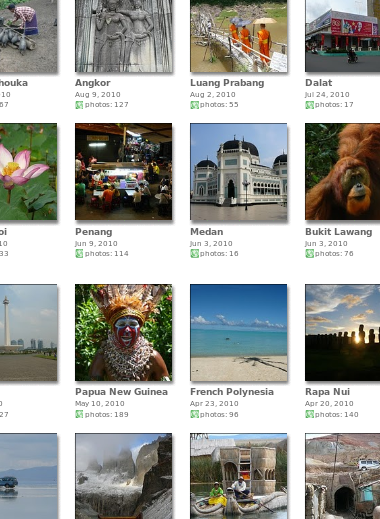 houka
Angkor
Luang Prabang
Dalat
10
Aug 9, 2010
Aug 2, 2010
Jul 24, 2010
67
photos: 127
photos: 55
photos: 17
oi
Penang
Medan
Bukit Lawang
10
Jun 9, 2010
Jun 3, 2010
Jun 3, 2010
33
photos: 114
photos: 16
photos: 76
Papua New Guinea
French Polynesia
Rapa Nui
0
May 10, 2010
Apr 23, 2010
Apr 20, 2010
27
photos: 189
photos: 96
photos: 140